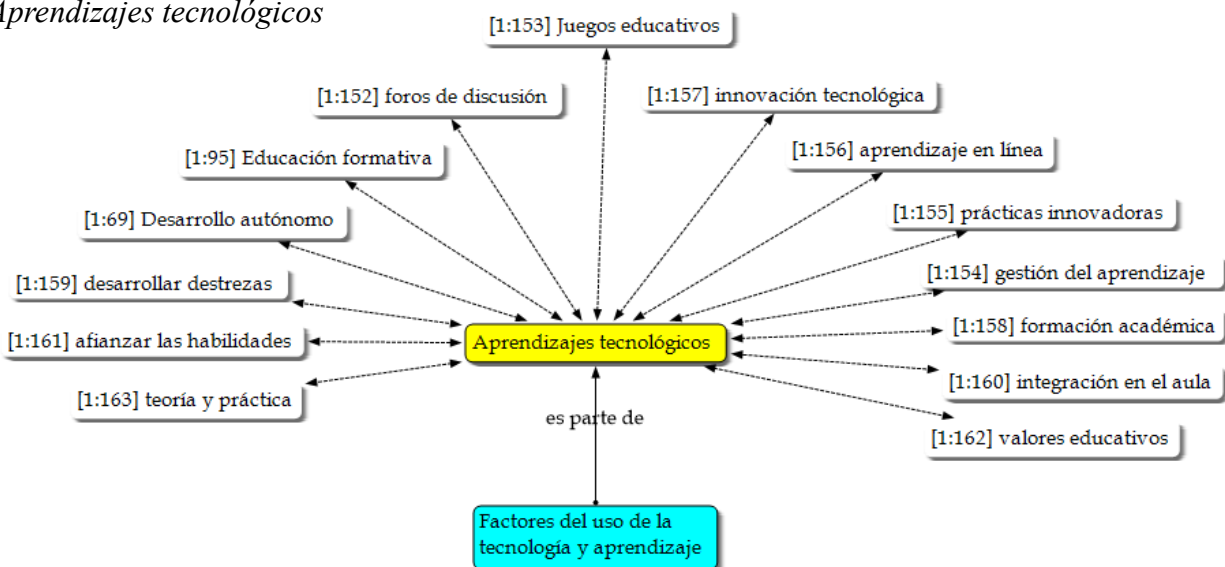 Aprendizajes tecnológicos
[1:153] Juegos educativos
[1:152] foros de discusión
[1:157] innovación tecnológica
[1:95] Educación formativa
[1:156] aprendizaje en línea
[1:69] Desarrollo autónomo
[1:155] prácticas innovadoras
[1:159] desarrollar destrezas
[1:154] gestión del aprendizaje
[1:161] afianzar las habilidades
Aprendizajes tecnológicos
[1:158] formación académica
[1:163] teoría y práctica
[1:160] integración en el aula
es parte de
[1:162] valores educativos
Factores del uso de la
tecnología y aprendizaje